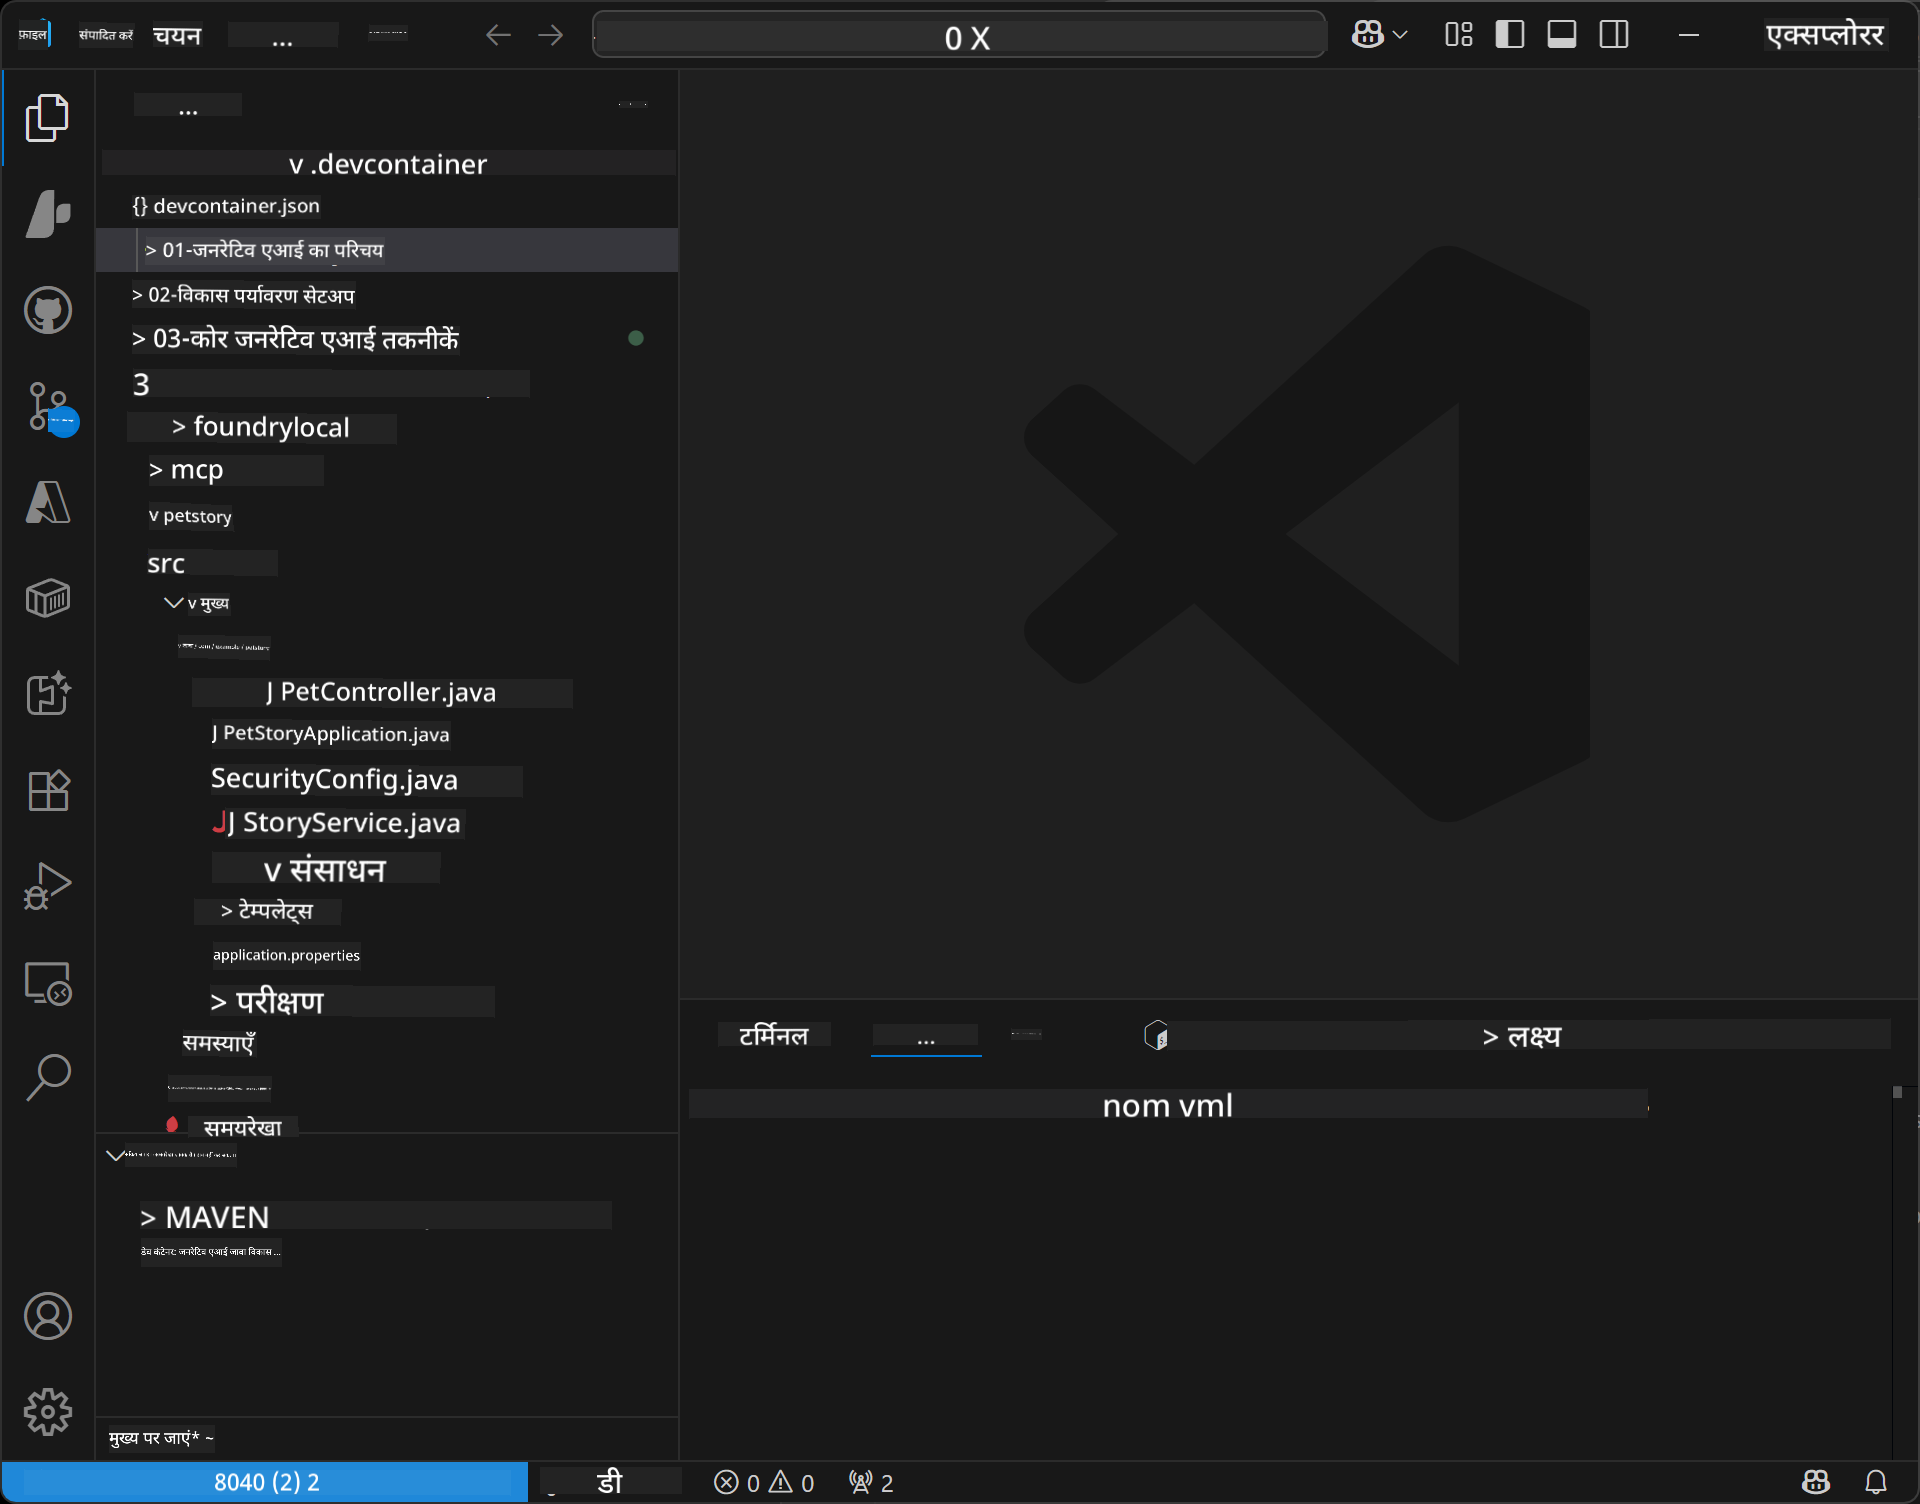 फ़ाइल संपादित करें चयन ... 0 X एक्सप्लोरर
...
v .devcontainer
{} devcontainer.json
> 01-जनरेटिव एआई का परिचय
> 02-विकास पर्यावरण सेटअप
> 03-कोर जनरेटिव एआई तकनीकें
3
> foundrylocal
> mcp
v petstory
src
v मुख्य
J PetController.java
J PetStoryApplication.java
SecurityConfig.java
J StoryService.java
v संसाधन
> टेम्पलेट्स
application.properties
> परीक्षण
समस्याएँ
समयरेखा
> MAVEN
डेव कंटेनर: जनरेटिव एआई जावा विकास ...
मुख्य पर जाएं* ~
टर्मिनल ... > लक्ष्य
nom vml
8040 (2) 2 डी 0 0 2